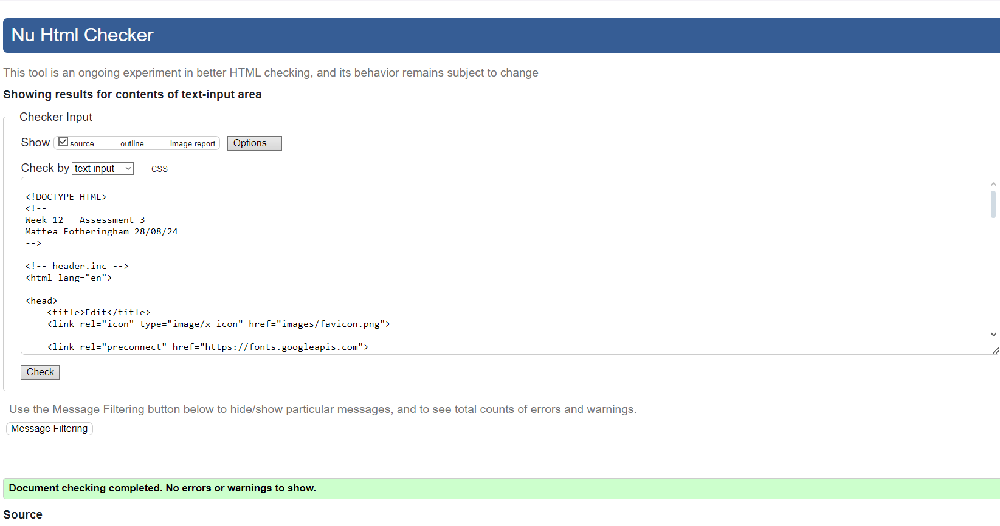 Nu Html Checker
This tool is an ongoing experiment in better HTML checking, and its behavior remains subject to change
Showing results for contents of text-input area
Checker Input
Show source outline image report Options...
Check by text input CSS
<!DOCTYPE HTML>
<!--
Week 12 - Assessment 3
Mattea Fotheringham 28/08/24
-->
<!-- header.inc -->
<html lang="en">
<head>
<title>Edit</title>
<link rel="icon" type="image/x-icon" href="images/favicon.png">
<link rel="preconnect" href="https://fonts.googleapis.com">
Check
Use the Message Filtering button below to hide/show particular messages, and to see total counts of errors and warnings.
Message Filtering
Document checking completed. No errors or warnings to show.
Source